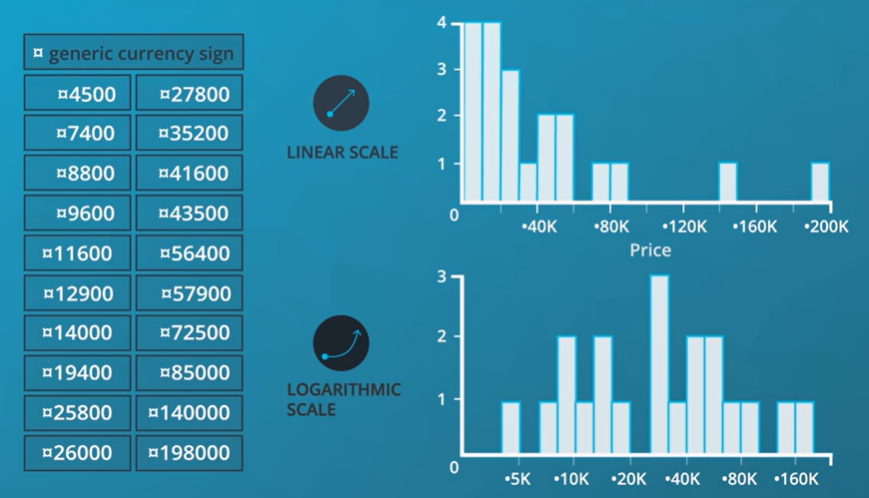 ¤ generic currency sign
¤4500 ¤27800
¤7400 ¤35200
¤8800 ¤41600
¤9600 ¤43500
¤11600 ¤56400
¤12900 ¤57900
¤14000 ¤72500
¤19400 ¤85000
¤25800 ¤140000
¤26000 ¤198000
LINEAR SCALE
4
3
2
1
0
•40K •80K •120K •160K •200K
Price
LOGARITHMIC
SCALE
3
2
1
0
•5K •10K •20K •40K •80K •160K